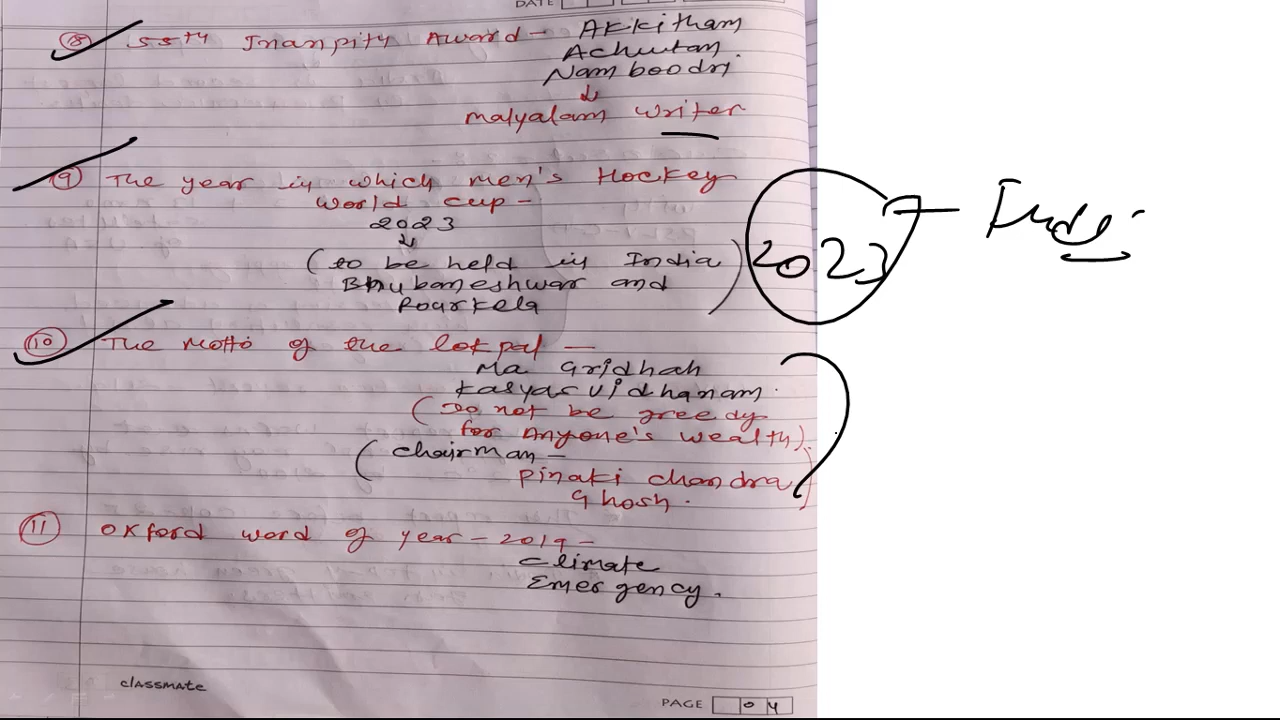 DATE
8 55th Jnanpity Award - Akkitham
Achutan
Namboodri
↓
malyalam writer
9 The year in which men's Hockey
World cup -
2023
↓
(to be held in India
Bhubaneshwar and
Rourkela)
2023 - India
10 The Motto of the lokpal -
Ma Gridhah
Kasyasvidhanam.
(Do not be greedy
for Anyone's wealth).
(chairman -
Pinaki chandra
Ghosh.)
11 Oxford word of year - 2019 -
Climate
Emergency.
classmate
PAGE 04